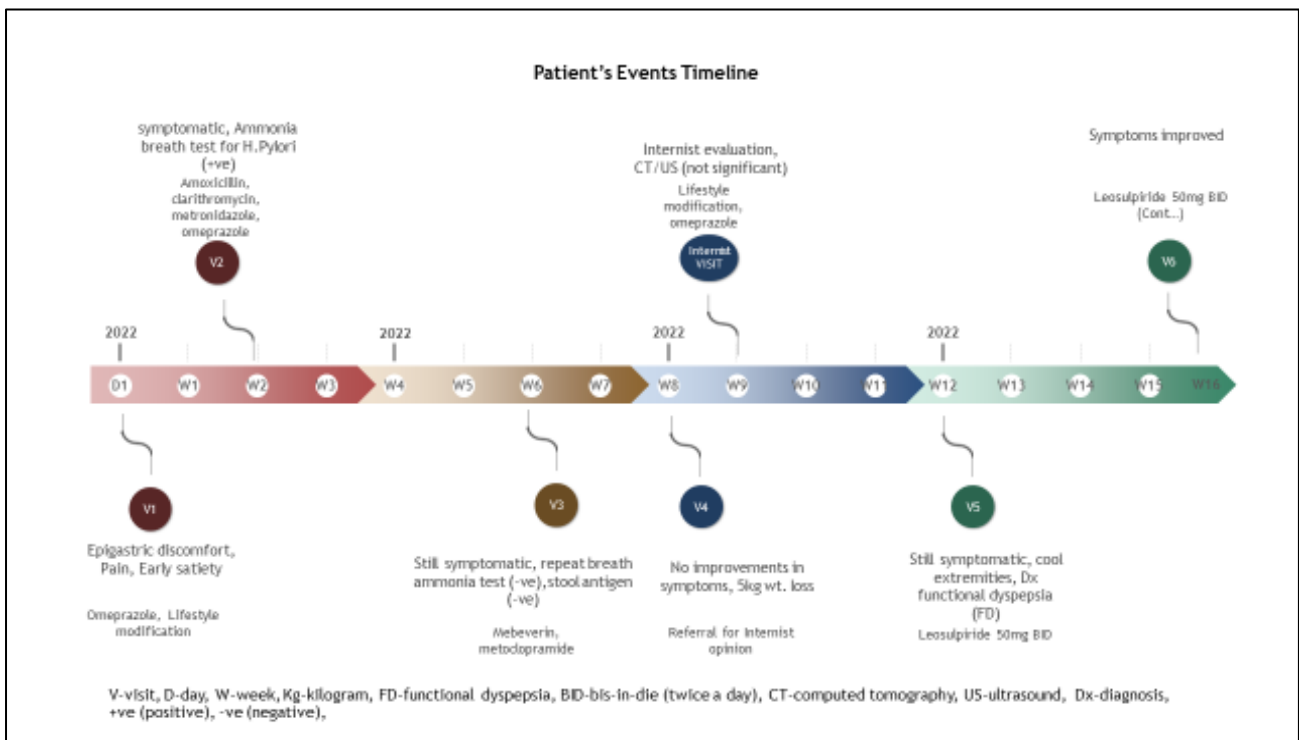 Patient's Events Timeline
symptomatic, Ammonia
breath test for H.Pylori
(+ve)
Amoxicillin,
clarithromycin,
metronidazole,
omeprazole
V2
Internist evaluation,
CT/US (not significant)
Lifestyle
modification,
omeprazole
Internist
VISIT
Symptoms improved
Leosulpiride 50mg BID
(Cont...)
V6
2022
2022
2022
2022
D1 W1 W2 W3 W4 W5 W6 W7 W8 W9 W10 W11 W12 W13 W14 W15 W16
V1
Epigastric discomfort,
Pain, Early satiety
Omeprazole, Lifestyle
modification
V3
Still symptomatic, repeat breath
ammonia test (-ve),stool antigen
(-ve)
Mebeverin,
metoclopramide
V4
No improvements in
symptoms, 5kg wt. loss
Referral for Internist
opinion
V5
Still symptomatic, cool
extremities, Dx
functional dyspepsia
(FD)
Leosulpiride 50mg BID
V-visit, D-day, W-week, Kg-kilogram, FD-functional dyspepsia, BID-bis-in-die (twice a day), CT-computed tomography, US-ultrasound, Dx-diagnosis,
+ve (positive), -ve (negative),